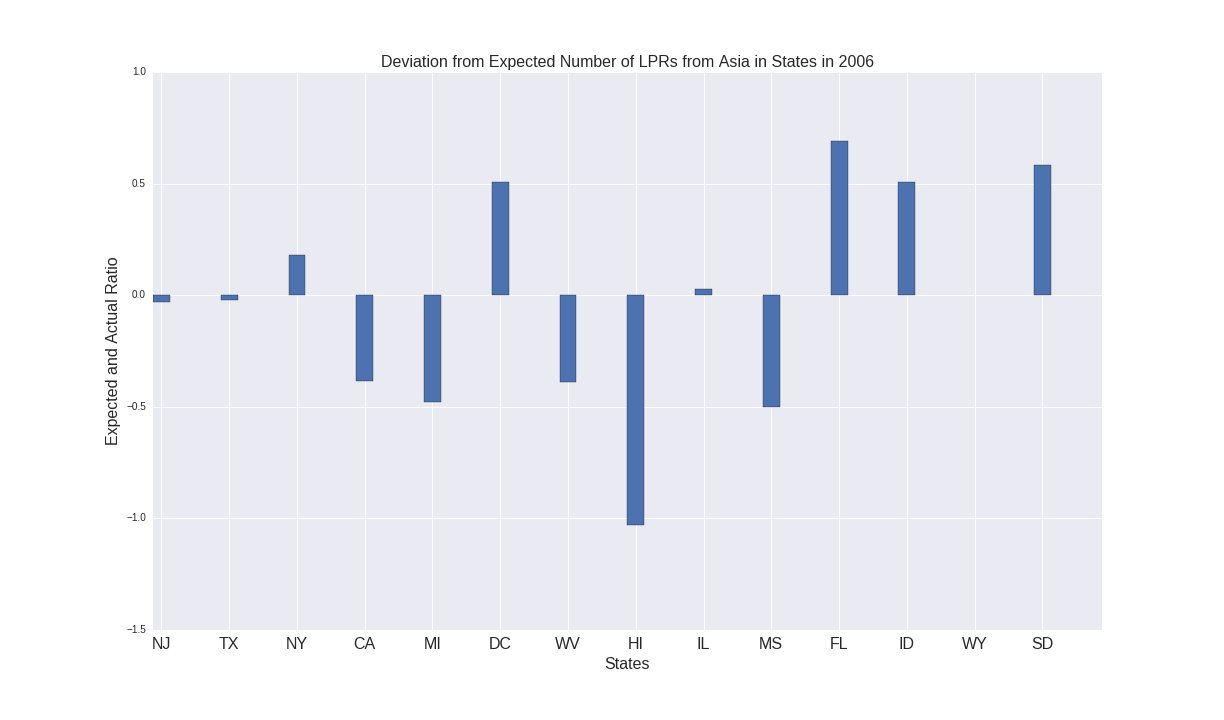 Deviation from Expected Number of LPRs from Asia in States in 2006
1.0
0.5
0.0
−0.5
−1.0
−1.5
Expected and Actual Ratio
NJ TX NY CA MI DC WV HI IL MS FL ID WY SD
States